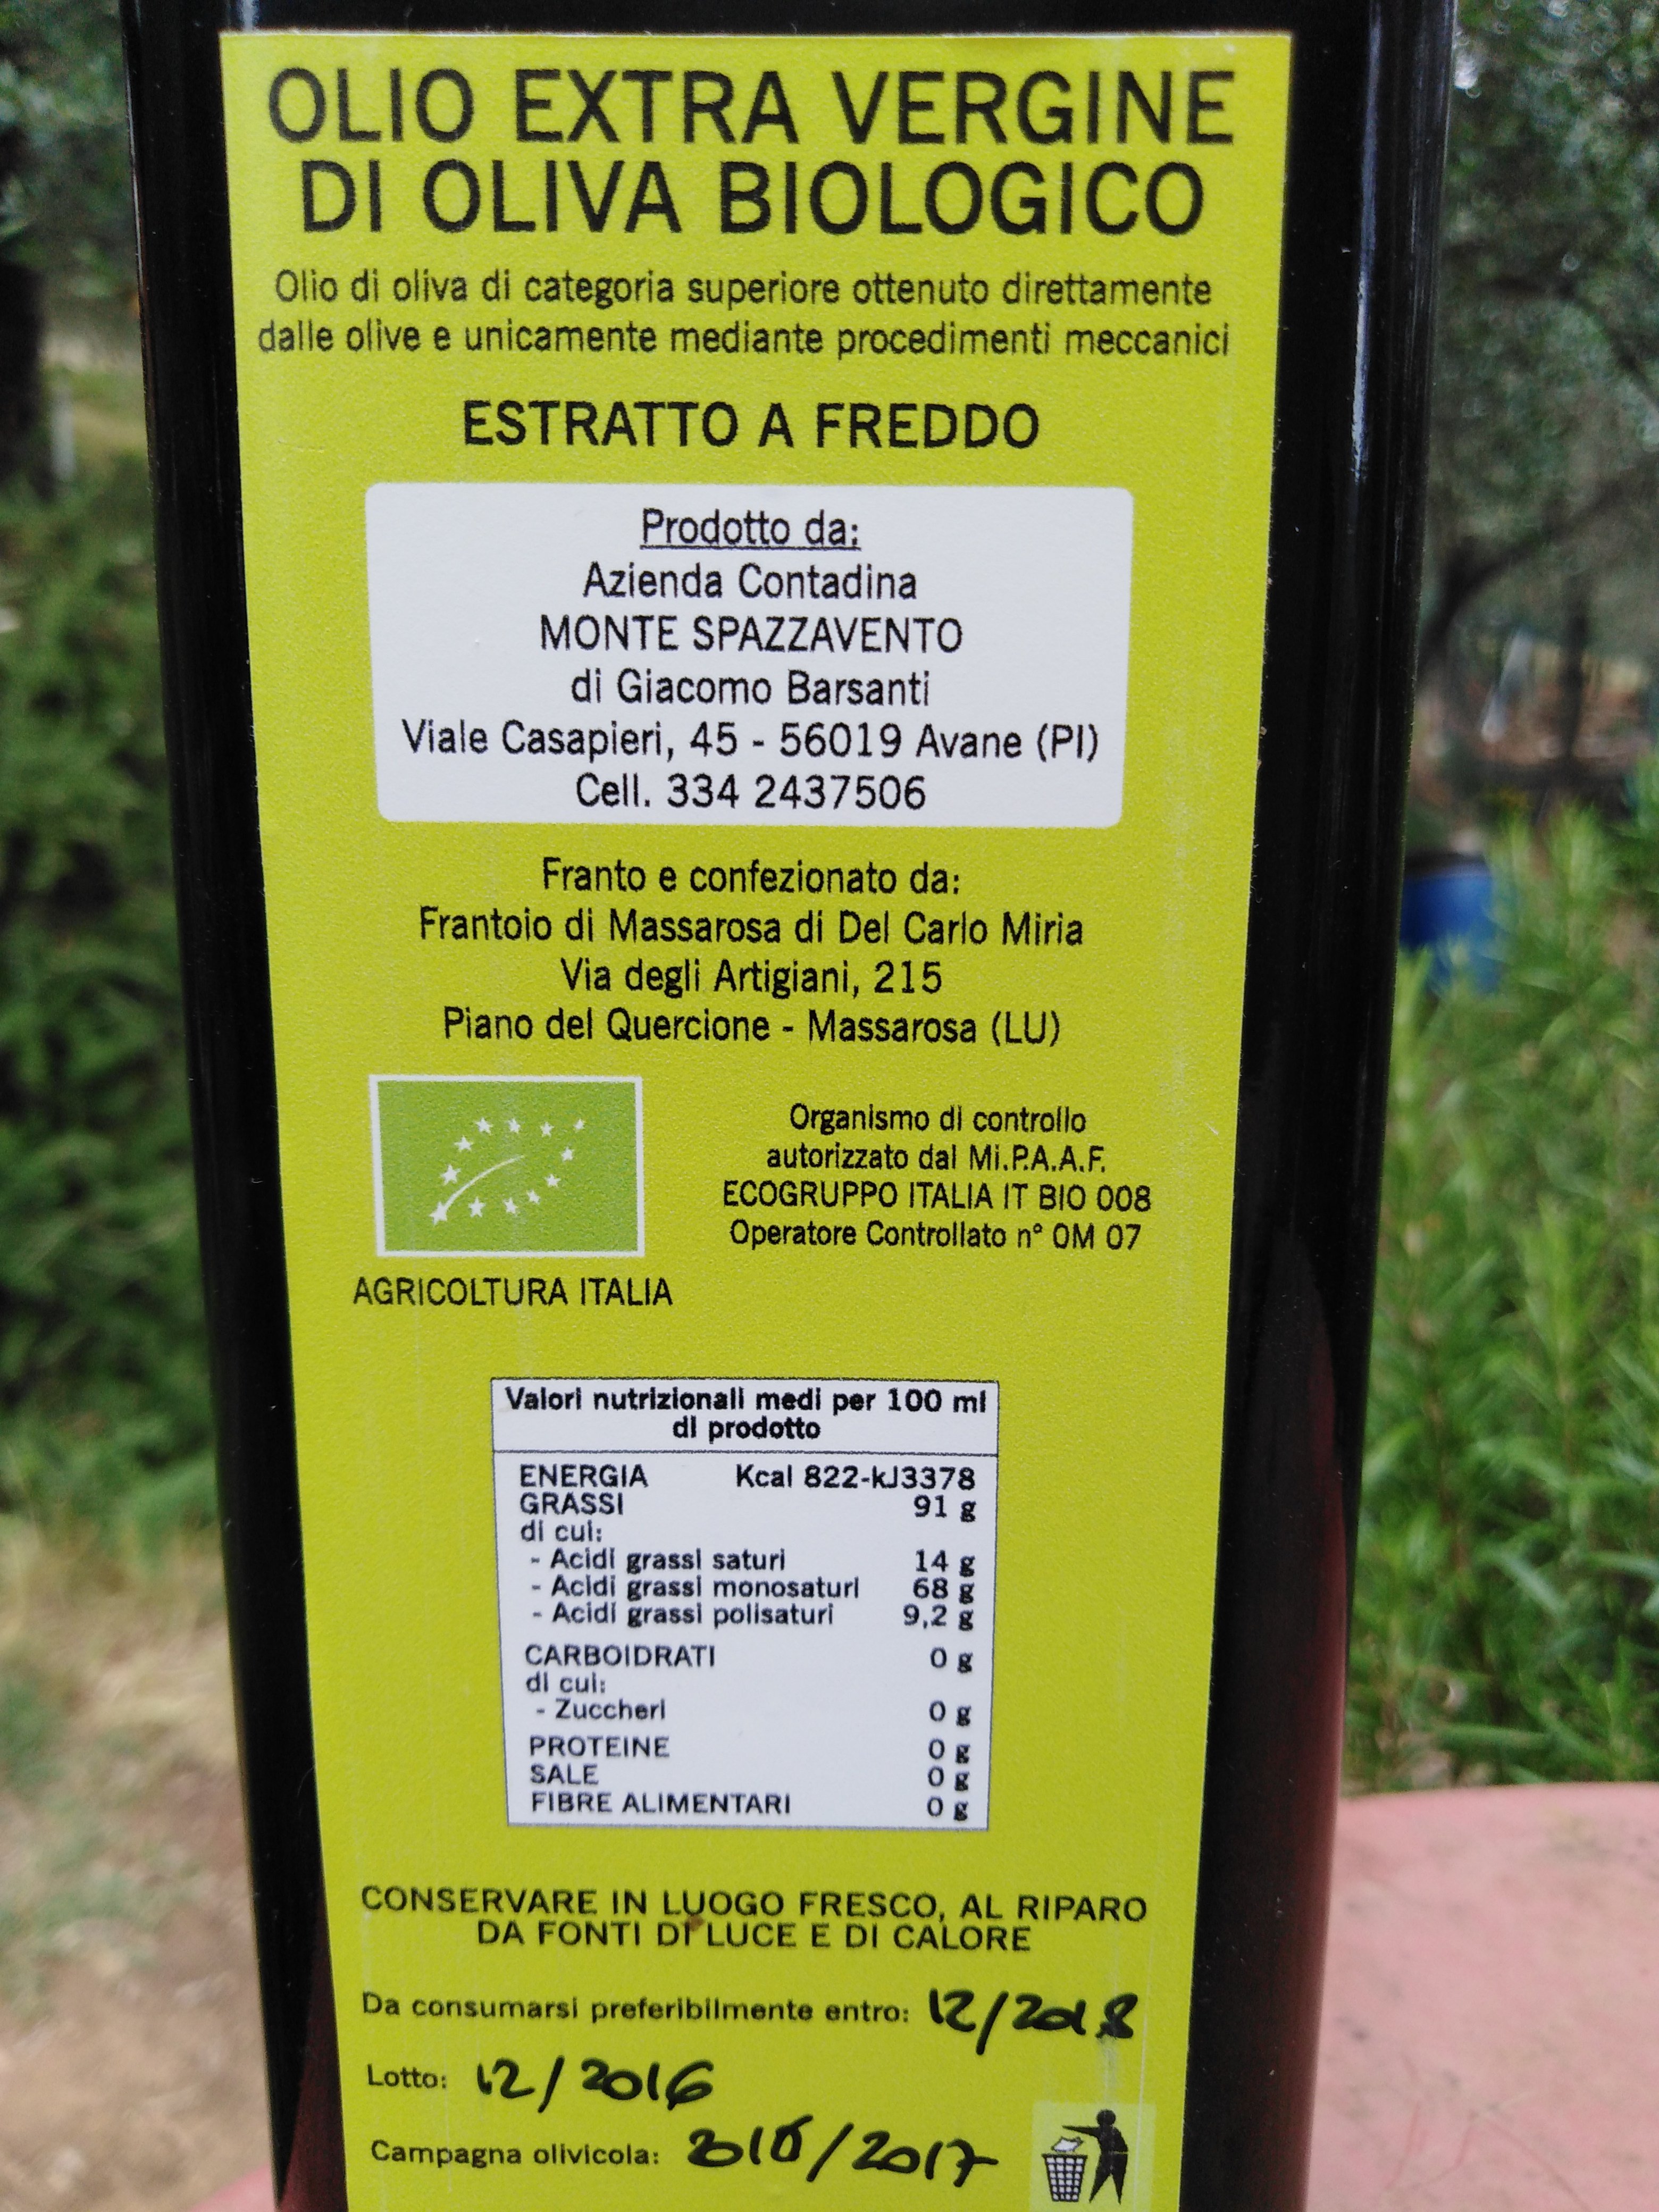 OLIO EXTRA VERGINE
DI OLIVA BIOLOGICO
Olio di oliva di categoria superiore ottenuto direttamente
dalle olive e unicamente mediante procedimenti meccanici
ESTRATTO A FREDDO
Prodotto da:
Azienda Contadina
MONTE SPAZZAVENTO
di Giacomo Barsanti
Viale Casapieri, 45 - 56019 Avane (PI)
Cell. 334 2437506
Franto e confezionato da:
Frantoio di Massarosa di Del Carlo Miria
Via degli Artigiani, 215
Piano del Quercione - Massarosa (LU)
Organismo di controllo
autorizzato dal Mi.P.A.A.F.
ECOGRUPPO ITALIA IT BIO 008
Operatore Controllato n° OM 07
AGRICOLTURA ITALIA
Valori nutrizionali medi per 100 ml
di prodotto
ENERGIA Kcal 822-kJ3378
GRASSI 91 g
di cui:
- Acidi grassi saturi 14 g
- Acidi grassi monosaturi 68 g
- Acidi grassi polisaturi 9,2 g
CARBOIDRATI 0 g
di cui:
- Zuccheri 0 g
PROTEINE 0 g
SALE 0 g
FIBRE ALIMENTARI 0 g
CONSERVARE IN LUOGO FRESCO, AL RIPARO
DA FONTI DI LUCE E DI CALORE
Da consumarsi preferibilmente entro: 12/2018
Lotto: 12/2016
Campagna olivicola: 2016/2017